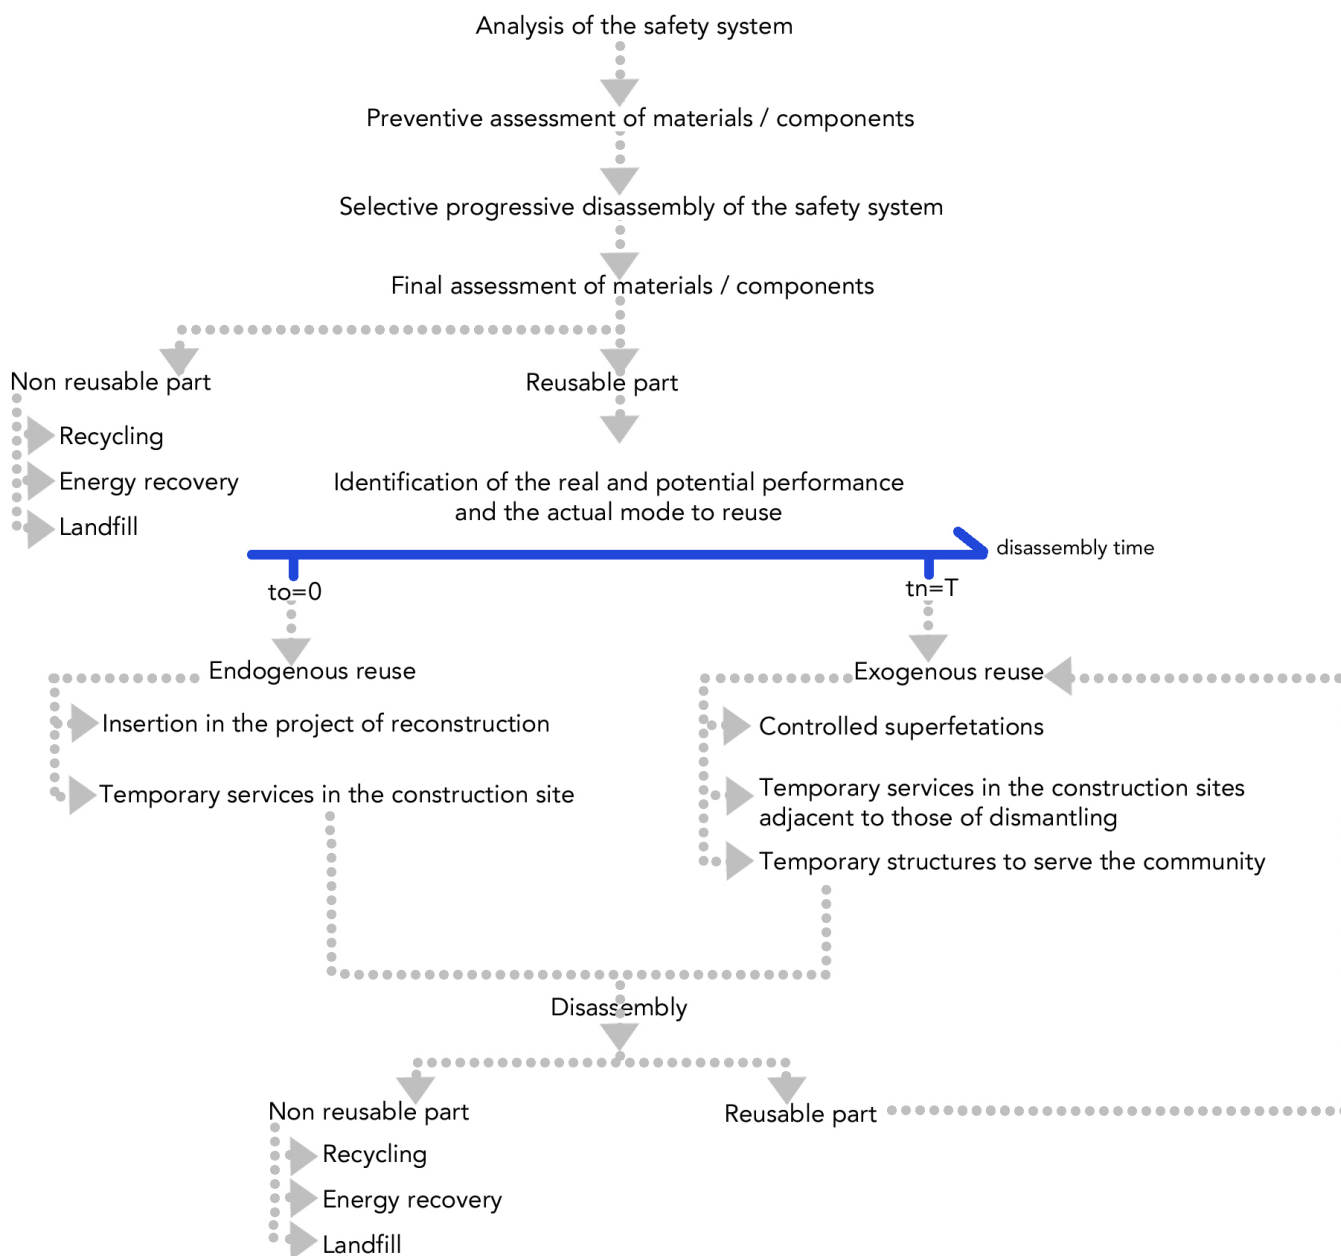 Analysis of the safety system
Preventive assessment of materials / components
Selective progressive disassembly of the safety system
Final assessment of materials / components
Non reusable part
Reusable part
Recycling
Energy recovery
Landfill
Identification of the real and potential performance
and the actual mode to reuse
disassembly time
to=0
tn=T
Endogenous reuse
Insertion in the project of reconstruction
Temporary services in the construction site
Exogenous reuse
Controlled superfetations
Temporary services in the construction sites
adjacent to those of dismantling
Temporary structures to serve the community
Disassembly
Non reusable part
Reusable part
Recycling
Energy recovery
Landfill